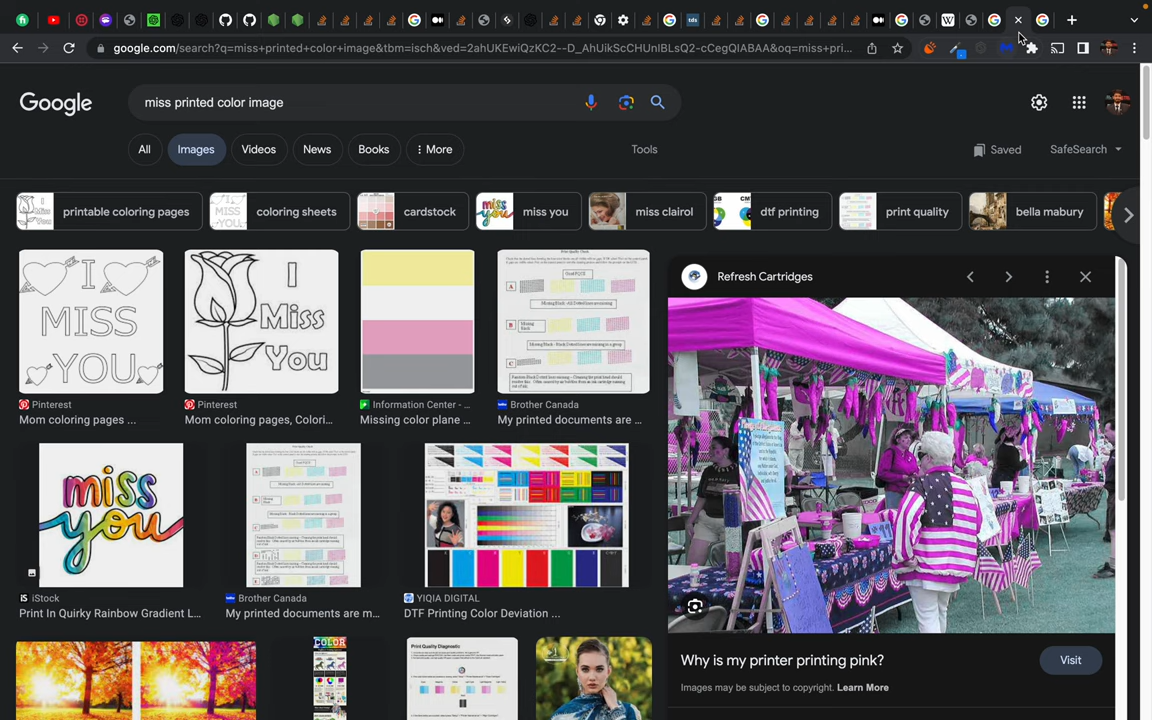 google.com/search?q=miss+printed+color+image&tbm=isch&ved=2ahUKEwiQzKC2--D_AhUikScCHUnIBLsQ2-cCegQIABAA&oq=miss+pri...
Google
miss printed color image
All
Images
Videos
News
Books
More
Tools
Saved
SafeSearch
printable coloring pages
coloring sheets
cardstock
miss you
miss clairol
dtf printing
print quality
bella mabury
I
MISS
YOU
I
Miss
You
Refresh Cartridges
Pinterest
Mom coloring pages ...
Pinterest
Mom coloring pages, Colori...
Information Center - ...
Missing color plane ...
Brother Canada
My printed documents are ...
miss
you
iStock
Print In Quirky Rainbow Gradient L...
Brother Canada
My printed documents are m...
YIQIA DIGITAL
DTF Printing Color Deviation ...
COLOR
Print Quality Diagnostic
Why is my printer printing pink?
Visit
Images may be subject to copyright. Learn More